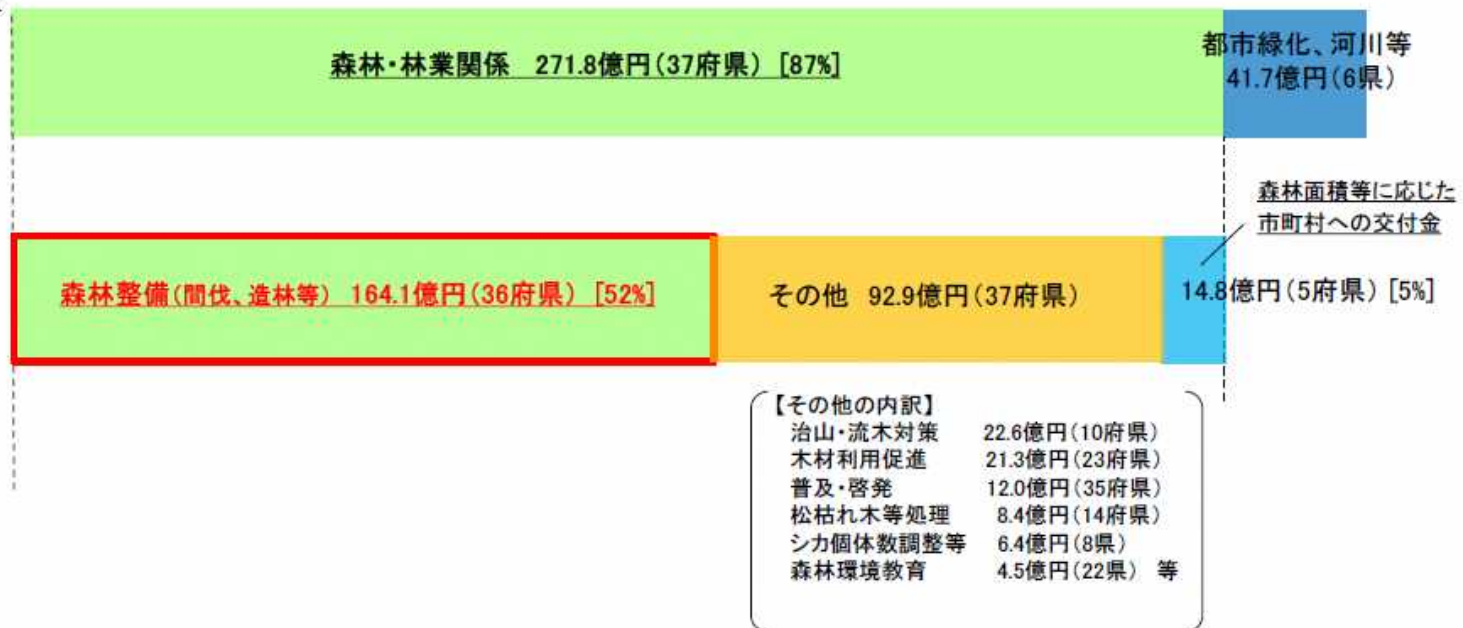 森林・林業関係 271.8億円(37府県) [87%]
都市緑化、河川等
41.7億円(6県)
森林面積等に応じた
市町村への交付金
森林整備(間伐、造林等) 164.1億円(36府県) [52%]
その他 92.9億円(37府県)
14.8億円(5府県) [5%]
【その他の内訳】
治山・流木対策 22.6億円(10府県)
木材利用促進 21.3億円(23府県)
普及・啓発 12.0億円(35府県)
松枯れ木等処理 8.4億円(14府県)
シカ個体数調整等 6.4億円(8県)
森林環境教育 4.5億円(22県) 等